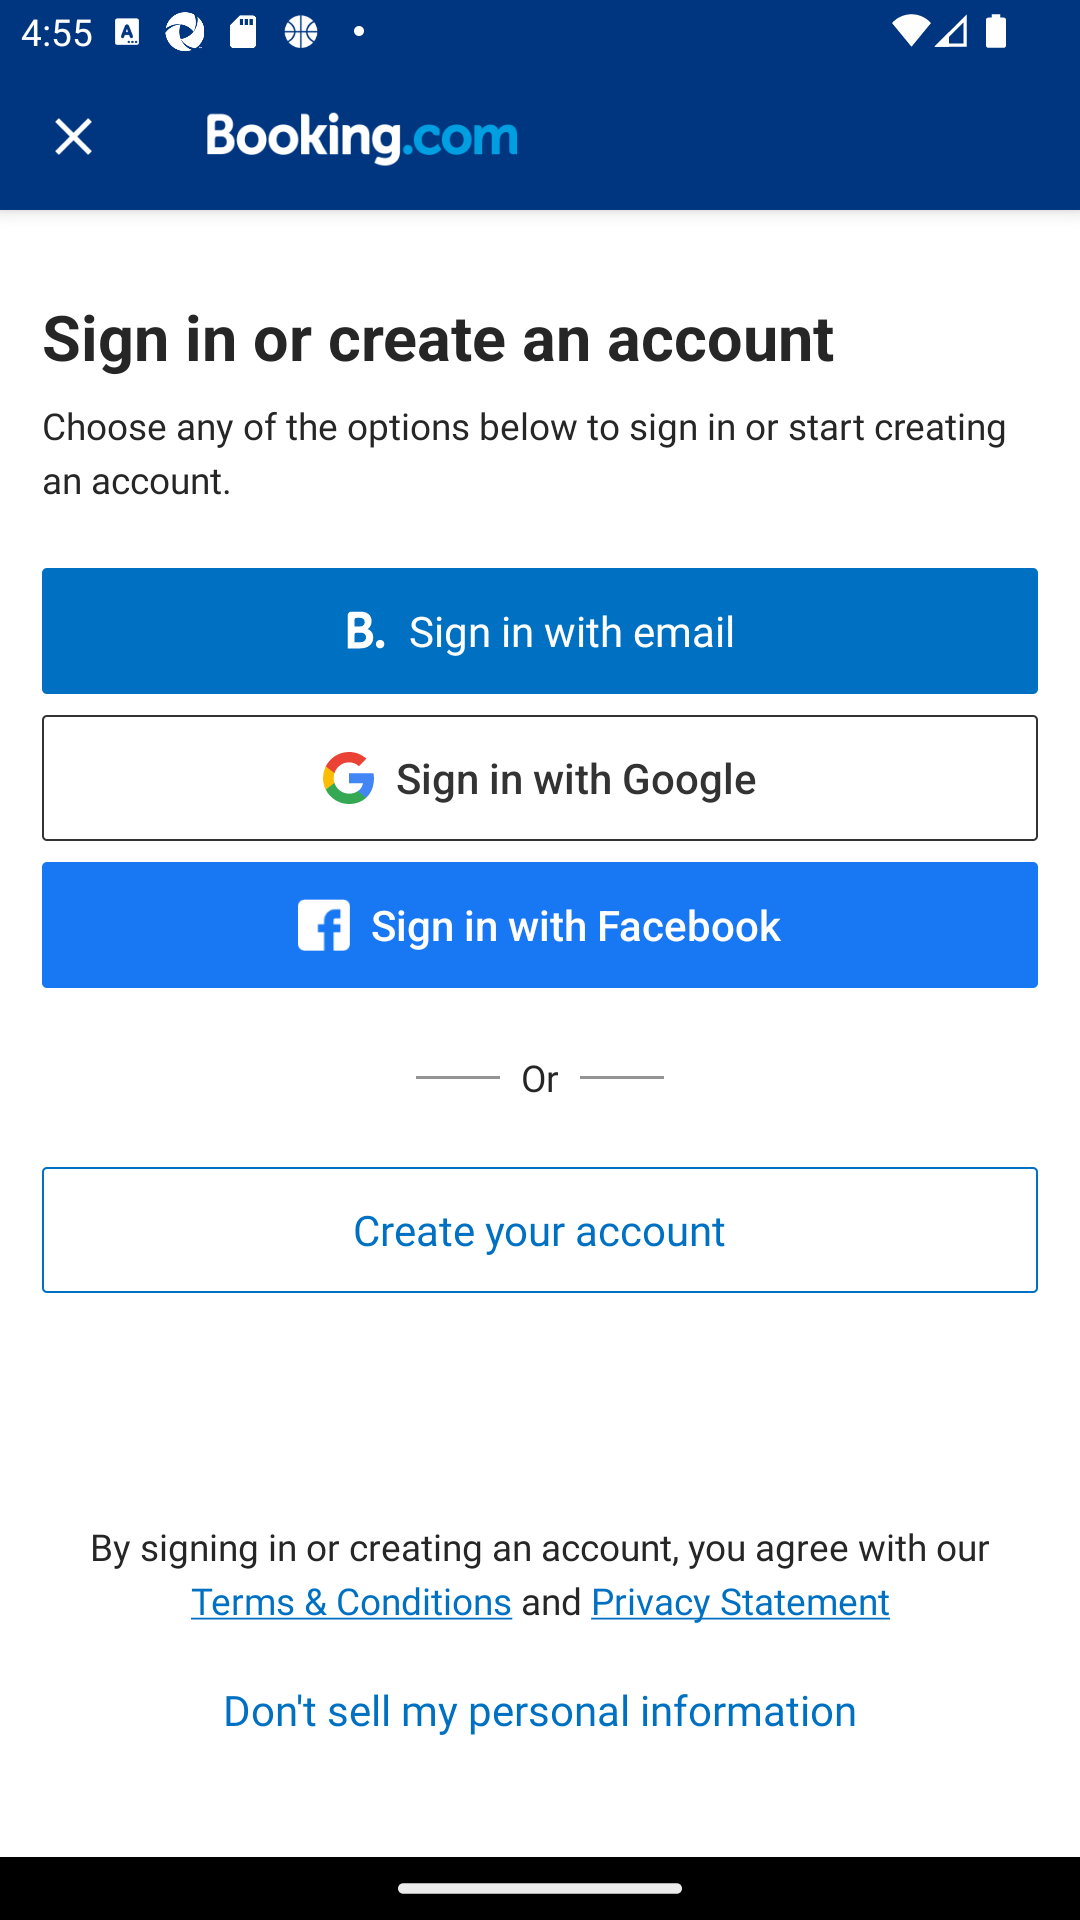 4:55
Booking.com
Sign in or create an account
Choose any of the options below to sign in or start creating
an account.
B. Sign in with email
Sign in with Google
Sign in with Facebook
Or
Create your account
By signing in or creating an account, you agree with our
Terms & Conditions and Privacy Statement
Don't sell my personal information